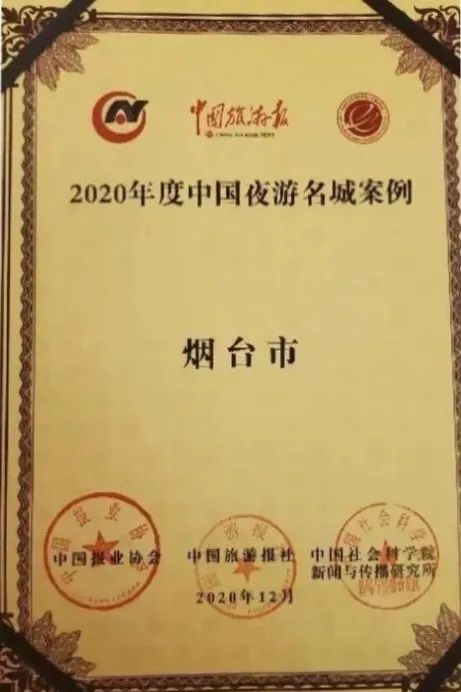 中国旅游报
2020年度中国夜游名城案例
烟台市
中国报业协会
中国旅游报社
中国社会科学院
新闻与传播研究所
2020年12月